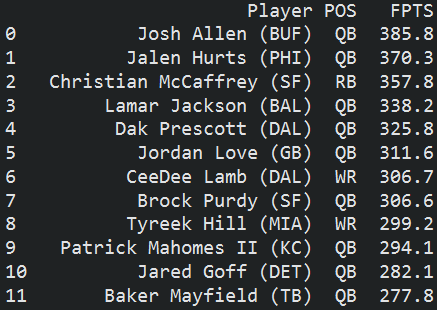 Player POS FPTS
0 Josh Allen (BUF) QB 385.8
1 Jalen Hurts (PHI) QB 370.3
2 Christian McCaffrey (SF) RB 357.8
3 Lamar Jackson (BAL) QB 338.2
4 Dak Prescott (DAL) QB 325.8
5 Jordan Love (GB) QB 311.6
6 CeeDee Lamb (DAL) WR 306.7
7 Brock Purdy (SF) QB 306.6
8 Tyreek Hill (MIA) WR 299.2
9 Patrick Mahomes II (KC) QB 294.1
10 Jared Goff (DET) QB 282.1
11 Baker Mayfield (TB) QB 277.8